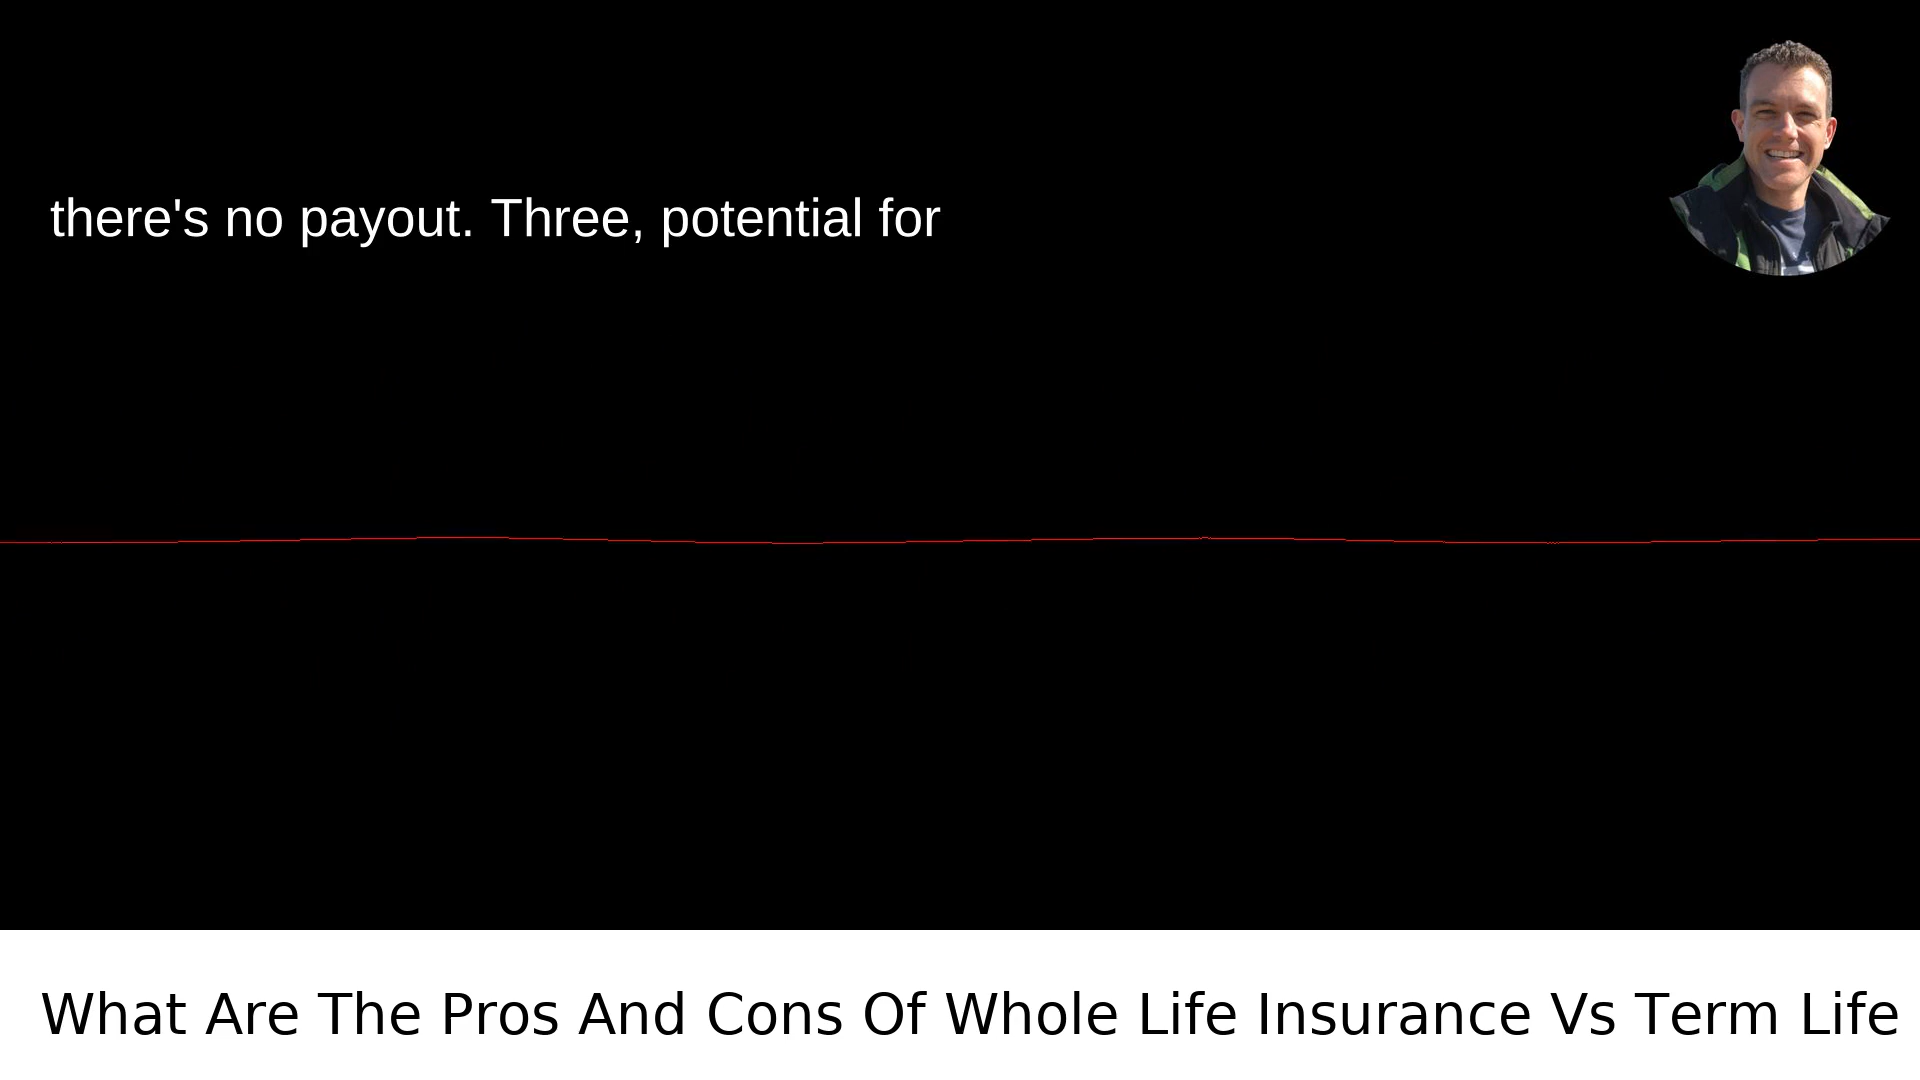 there's no payout. Three, potential for
What Are The Pros And Cons Of Whole Life Insurance Vs Term Life